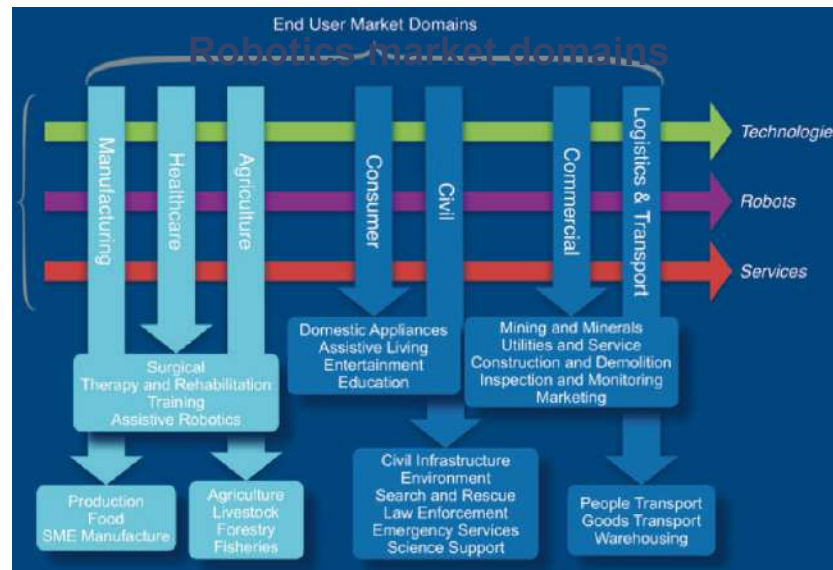 End User Market Domains
Robotics market domains
Manufacturing
Healthcare
Agriculture
Consumer
Civil
Commercial
Logistics & Transport
Technologie
Robots
Services
Domestic Appliances
Assistive Living
Entertainment
Education
Mining and Minerals
Utilities and Service
Construction and Demolition
Inspection and Monitoring
Marketing
Surgical
Therapy and Rehabilitation
Training
Assistive Robotics
Production
Food
SME Manufacture
Agriculture
Livestock
Forestry
Fisheries
Civil Infrastructure
Environment
Search and Rescue
Law Enforcement
Emergency Services
Science Support
People Transport
Goods Transport
Warehousing